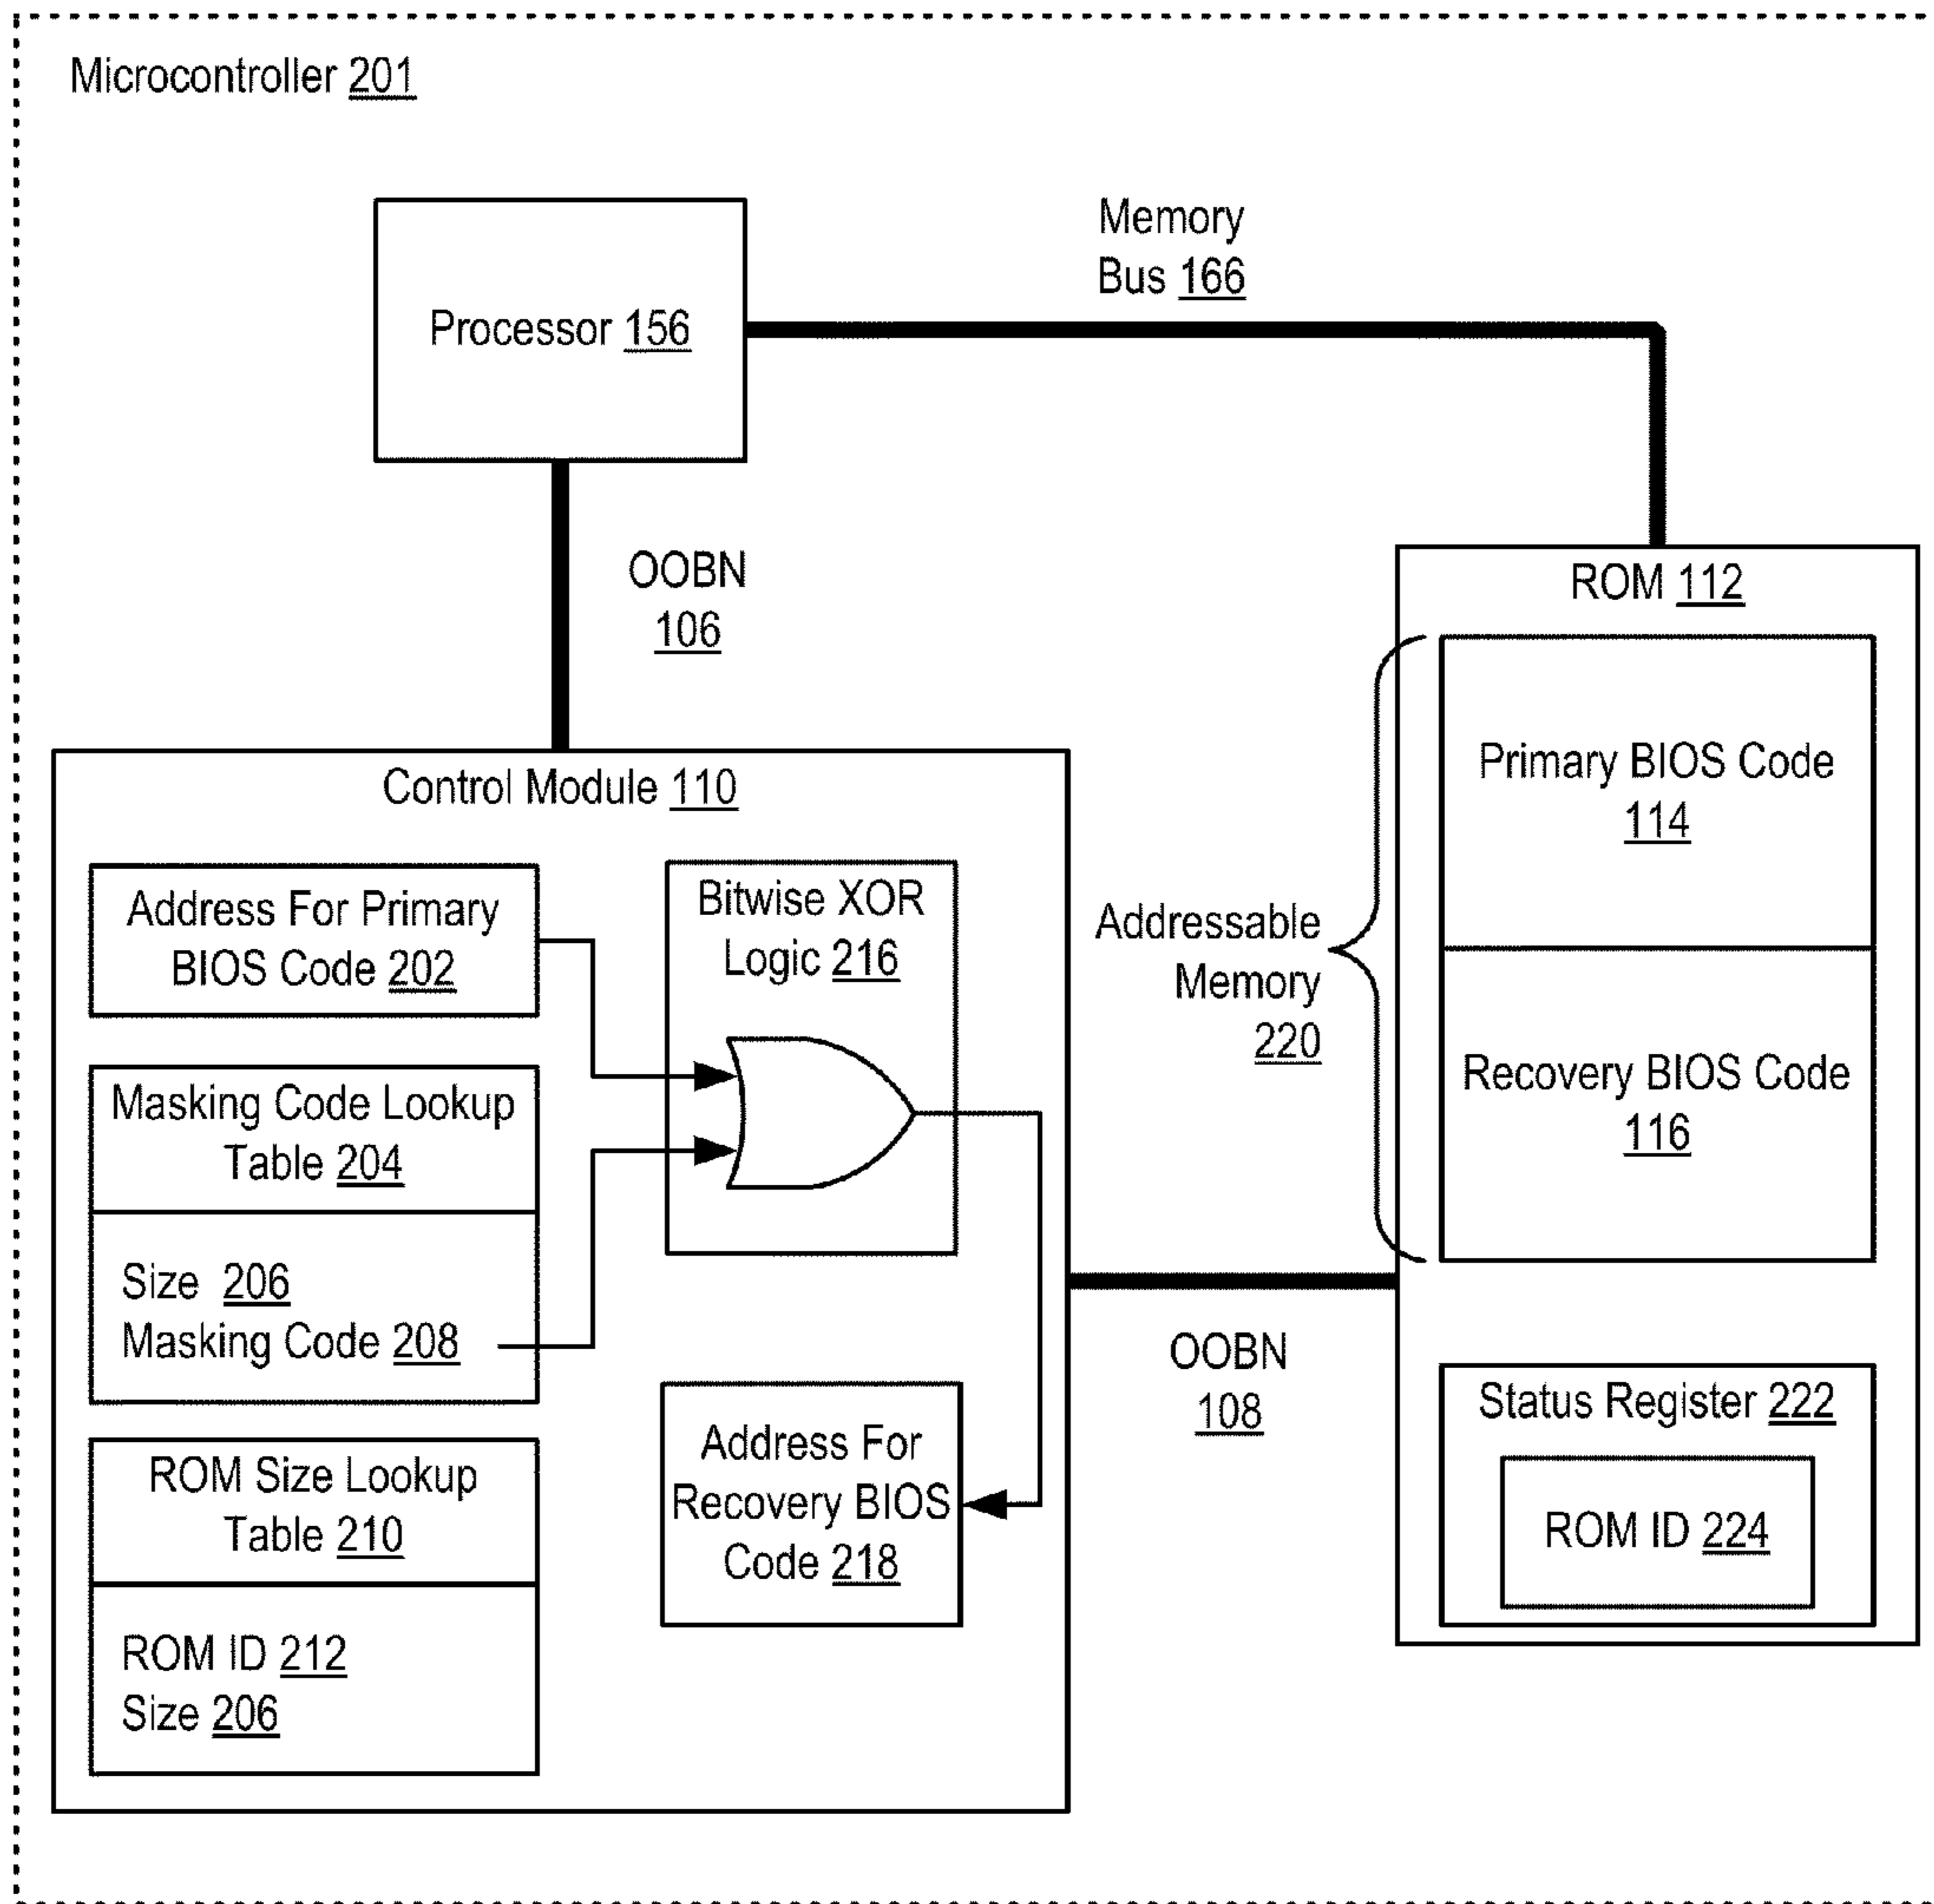 Microcontroller 201
Processor 156
Memory
Bus 166
OOBN
106
ROM 112
Primary BIOS Code
114
Recovery BIOS Code
116
Addressable
Memory
220
Status Register 222
ROM ID 224
OOBN
108
Control Module 110
Address For Primary
BIOS Code 202
Bitwise XOR
Logic 216
Masking Code Lookup
Table 204
Size 206
Masking Code 208
ROM Size Lookup
Table 210
ROM ID 212
Size 206
Address For
Recovery BIOS
Code 218